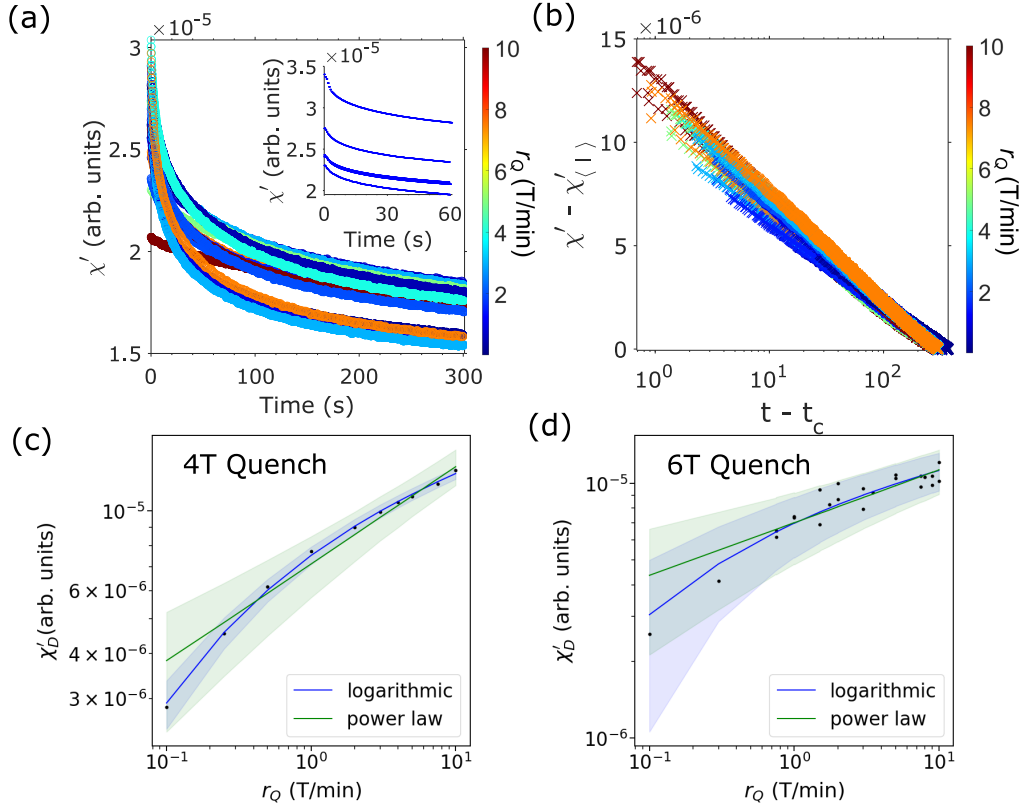 (a)
× 10⁻⁵
3
2.5
2
1.5
χ′ (arb. units)
0
100
200
300
Time (s)
× 10⁻⁵
3.5
3
2.5
2
χ′ (arb. units)
0
30
60
Time (s)
10
8
6
4
2
r_Q (T/min)
(b)
× 10⁻⁶
15
10
5
0
χ′ - χ′⟨ I ⟩
10⁰
10¹
10²
t - t_c
10
8
6
4
2
r_Q (T/min)
(c)
4T Quench
10⁻⁵
6 × 10⁻⁶
4 × 10⁻⁶
3 × 10⁻⁶
χ′_D (arb. units)
logarithmic
power law
10⁻¹
10⁰
10¹
r_Q (T/min)
(d)
6T Quench
10⁻⁵
10⁻⁶
χ′_D (arb. units)
logarithmic
power law
10⁻¹
10⁰
10¹
r_Q (T/min)